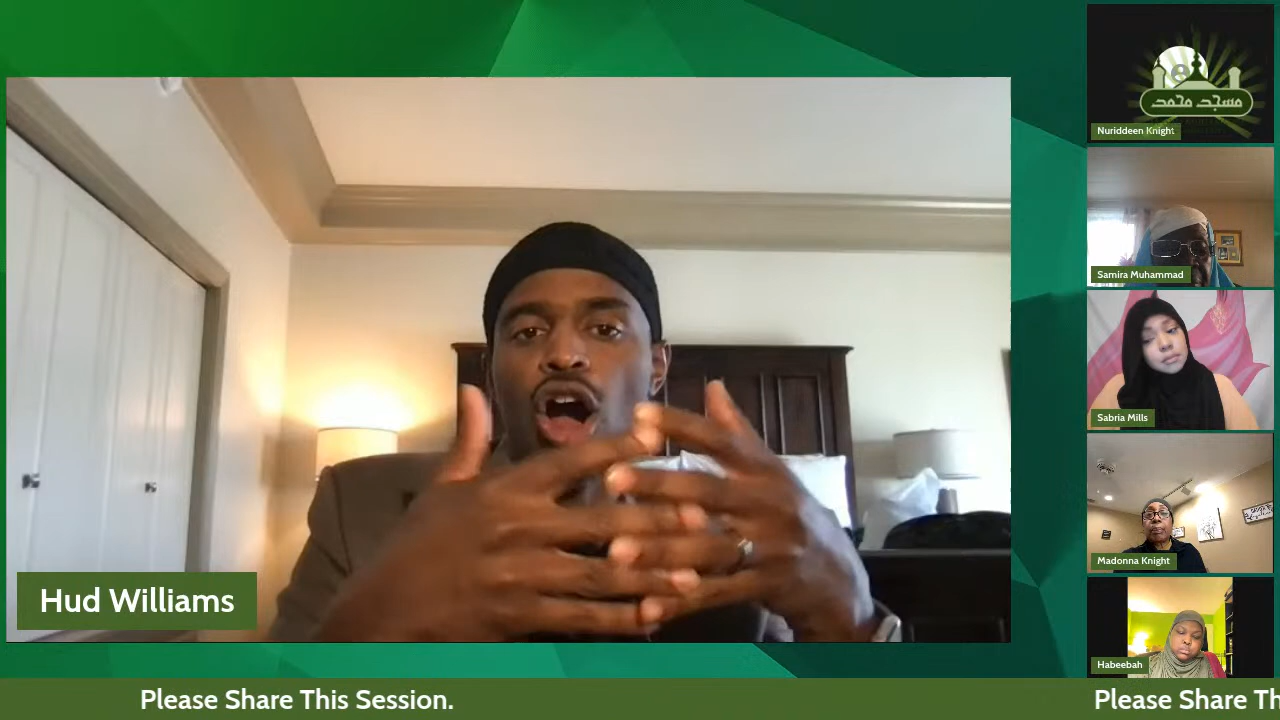 Hud Williams
مسجد محمد
Nuriddeen Knight
Samira Muhammad
Sabria Mills
Madonna Knight
Habeebah
Please Share This Session.
Please Share Th